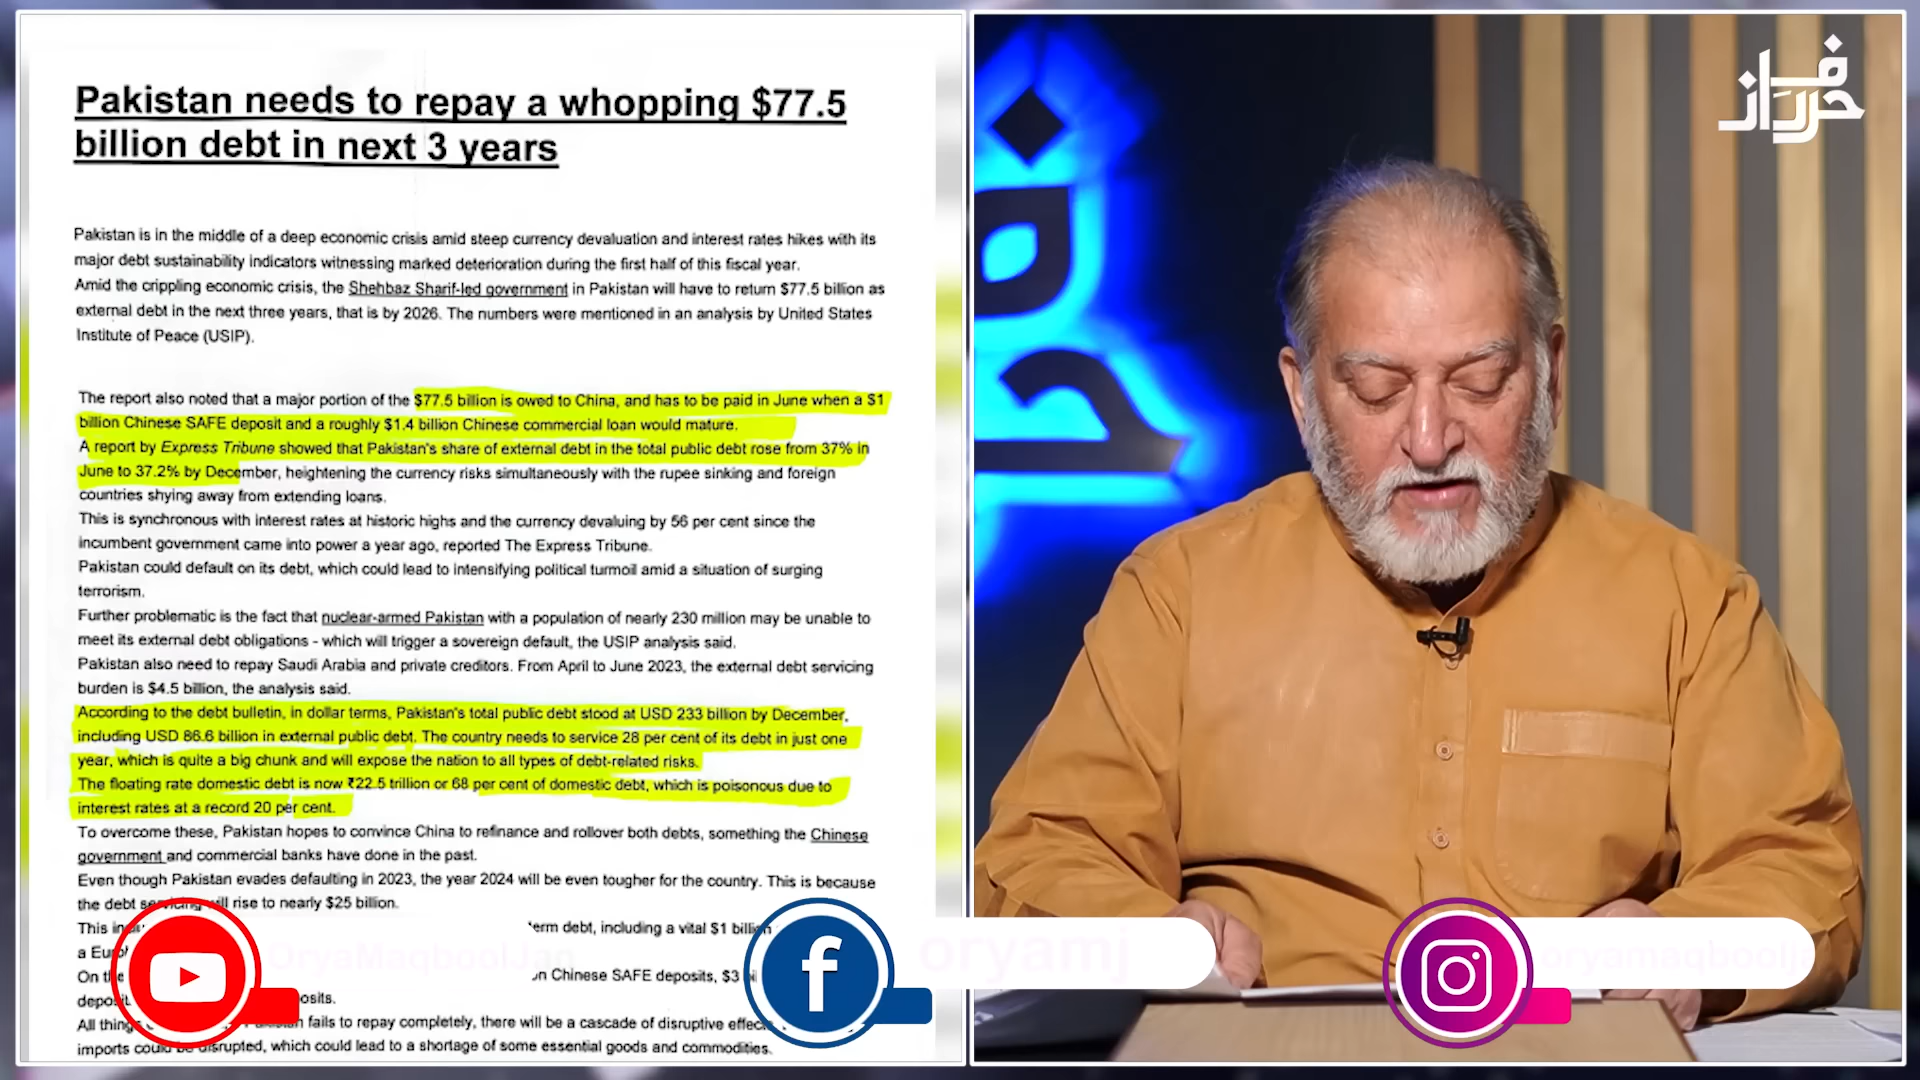 Pakistan needs to repay a whopping $77.5
billion debt in next 3 years
Pakistan is in the middle of a deep economic crisis amid steep currency devaluation and interest rates hikes with its
major debt sustainability indicators witnessing marked deterioration during the first half of this fiscal year.
Amid the crippling economic crisis, the Shehbaz Sharif-led government in Pakistan will have to return $77.5 billion as
external debt in the next three years, that is by 2026. The numbers were mentioned in an analysis by United States
Institute of Peace (USIP).
The report also noted that a major portion of the $77.5 billion is owed to China, and has to be paid in June when a $1
billion Chinese SAFE deposit and a roughly $1.4 billion Chinese commercial loan would mature.
A report by Express Tribune showed that Pakistan's share of external debt in the total public debt rose from 37% in
June to 37.2% by December, heightening the currency risks simultaneously with the rupee sinking and foreign
countries shying away from extending loans.
This is synchronous with interest rates at historic highs and the currency devaluing by 56 per cent since the
incumbent government came into power a year ago, reported The Express Tribune.
Pakistan could default on its debt, which could lead to intensifying political turmoil amid a situation of surging
terrorism.
Further problematic is the fact that nuclear-armed Pakistan with a population of nearly 230 million may be unable to
meet its external debt obligations - which will trigger a sovereign default, the USIP analysis said.
Pakistan also need to repay Saudi Arabia and private creditors. From April to June 2023, the external debt servicing
burden is $4.5 billion, the analysis said.
According to the debt bulletin, in dollar terms, Pakistan's total public debt stood at USD 233 billion by December,
including USD 86.6 billion in external public debt. The country needs to service 28 per cent of its debt in just one
year, which is quite a big chunk and will expose the nation to all types of debt-related risks.
The floating rate domestic debt is now ₹22.5 trillion or 68 per cent of domestic debt, which is poisonous due to
interest rates at a record 20 per cent.
To overcome these, Pakistan hopes to convince China to refinance and rollover both debts, something the Chinese
government and commercial banks have done in the past.
Even though Pakistan evades defaulting in 2023, the year 2024 will be even tougher for the country. This is because
the debt servicing will rise to nearly $25 billion.
This term debt, including a vital $1 billion
a
On the on Chinese SAFE deposits, $3
All fails to repay completely, there will be a cascade of disruptive
imports could be disrupted, which could lead to a shortage of some essential goods and commodities.
OryaMaqboolJan
oryamj
حرف راز